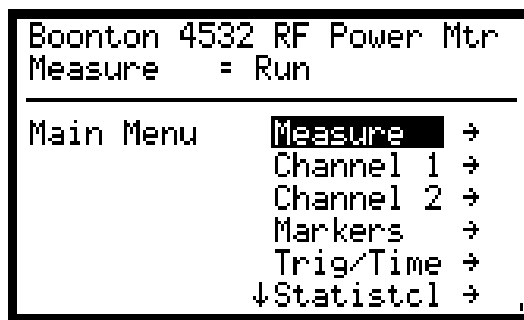 Boonton 4532 RF Power Mtr
Measure = Run
Main Menu Measure →
Channel 1 →
Channel 2 →
Markers →
Trig/Time →
↓Statistcl →